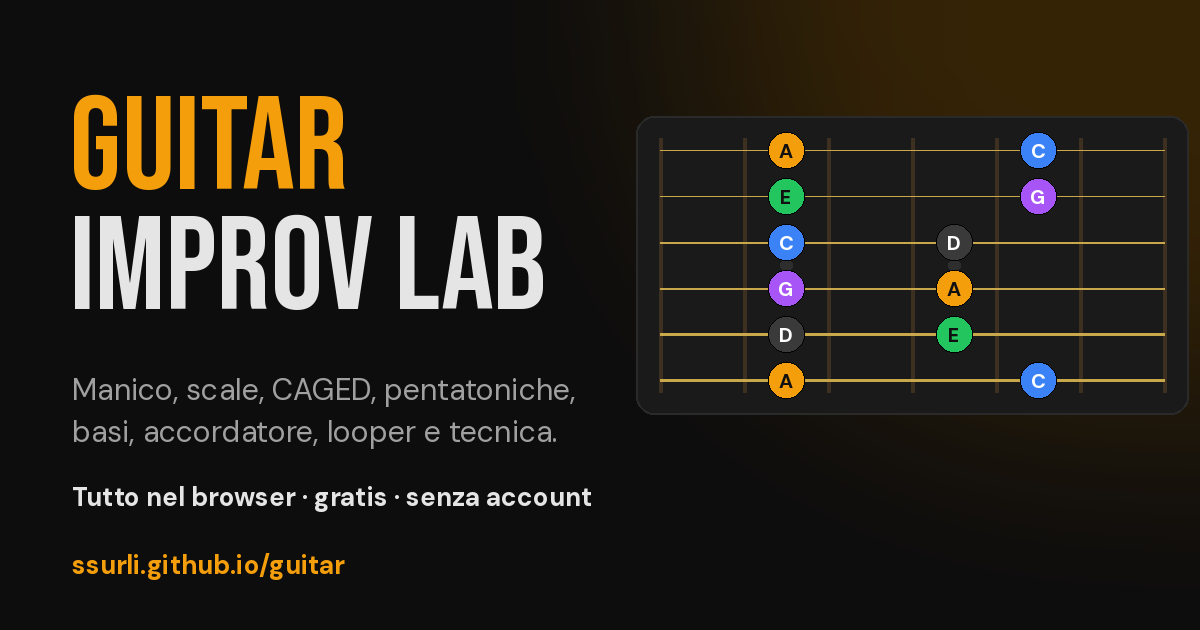 GUITAR
IMPROV LAB
Manico, scale, CAGED, pentatoniche,
basi, accordatore, looper e tecnica.
Tutto nel browser · gratis · senza account
ssurli.github.io/guitar
A C
E G
C D
G A
D E
A C